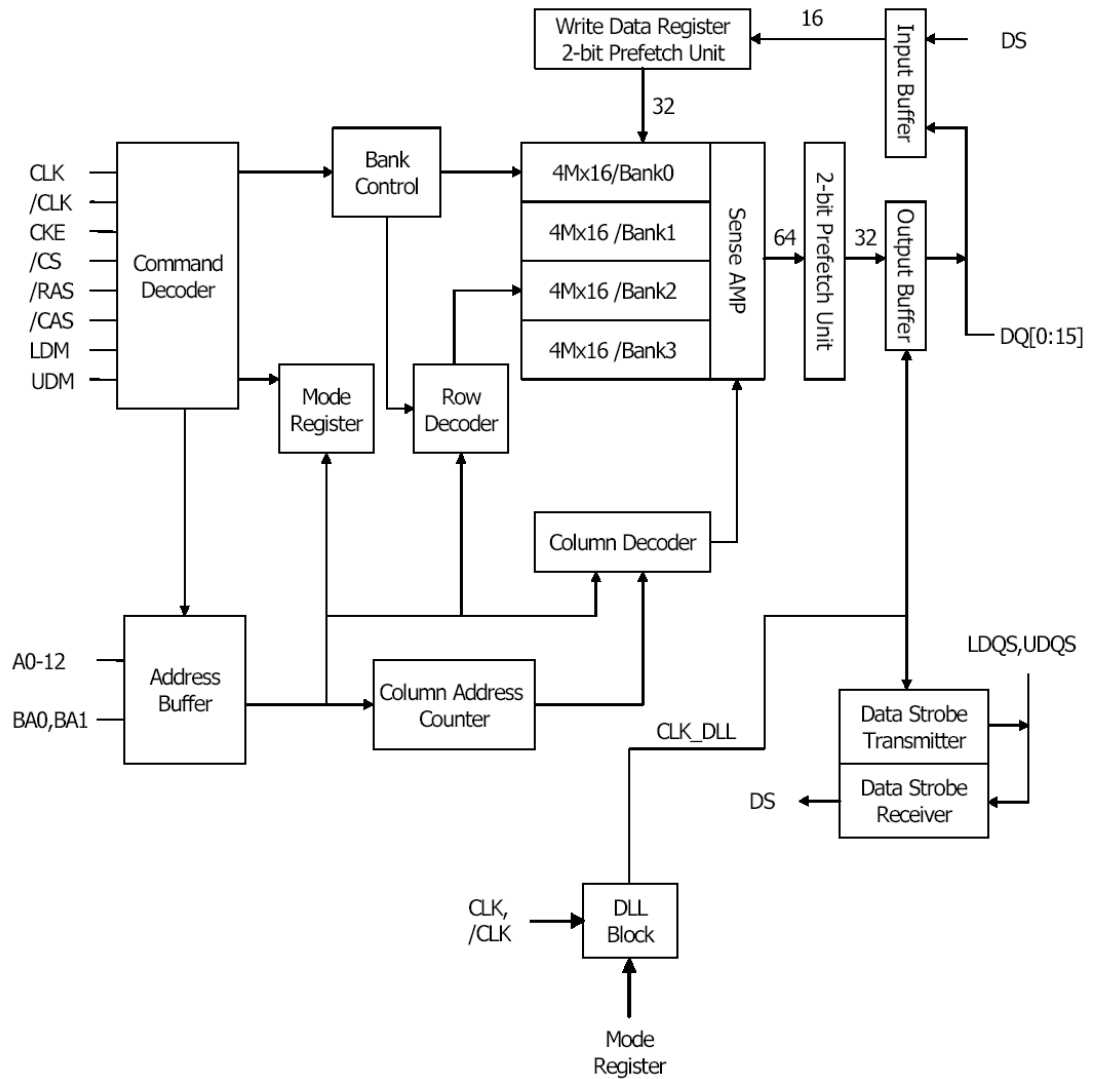 Write Data Register
2-bit Prefetch Unit
16
Input Buffer
DS
32
CLK
/CLK
CKE
/CS
/RAS
/CAS
LDM
UDM
Command
Decoder
Bank
Control
4Mx16/Bank0
4Mx16 /Bank1
4Mx16 /Bank2
4Mx16 /Bank3
Sense AMP
64
2-bit Prefetch Unit
32
Output Buffer
DQ[0:15]
Mode
Register
Row
Decoder
Column Decoder
A0-12
BA0,BA1
Address
Buffer
Column Address
Counter
LDQS,UDQS
CLK_DLL
Data Strobe
Transmitter
Data Strobe
Receiver
DS
CLK,
/CLK
DLL
Block
Mode
Register